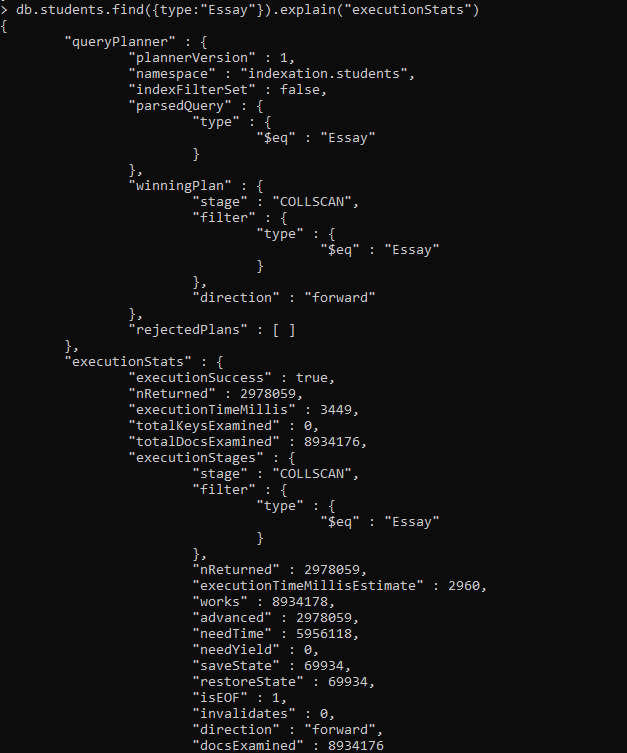 > db.students.find({type:"Essay"}).explain("executionStats")
{
"queryPlanner" : {
"plannerVersion" : 1,
"namespace" : "indexation.students",
"indexFilterSet" : false,
"parsedQuery" : {
"type" : {
"$eq" : "Essay"
}
},
"winningPlan" : {
"stage" : "COLLSCAN",
"filter" : {
"type" : {
"$eq" : "Essay"
}
},
"direction" : "forward"
},
"rejectedPlans" : [ ]
},
"executionStats" : {
"executionSuccess" : true,
"nReturned" : 2978059,
"executionTimeMillis" : 3449,
"totalKeysExamined" : 0,
"totalDocsExamined" : 8934176,
"executionStages" : {
"stage" : "COLLSCAN",
"filter" : {
"type" : {
"$eq" : "Essay"
}
},
"nReturned" : 2978059,
"executionTimeMillisEstimate" : 2960,
"works" : 8934178,
"advanced" : 2978059,
"needTime" : 5956118,
"needYield" : 0,
"saveState" : 69934,
"restoreState" : 69934,
"isEOF" : 1,
"invalidates" : 0,
"direction" : "forward",
"docsExamined" : 8934176